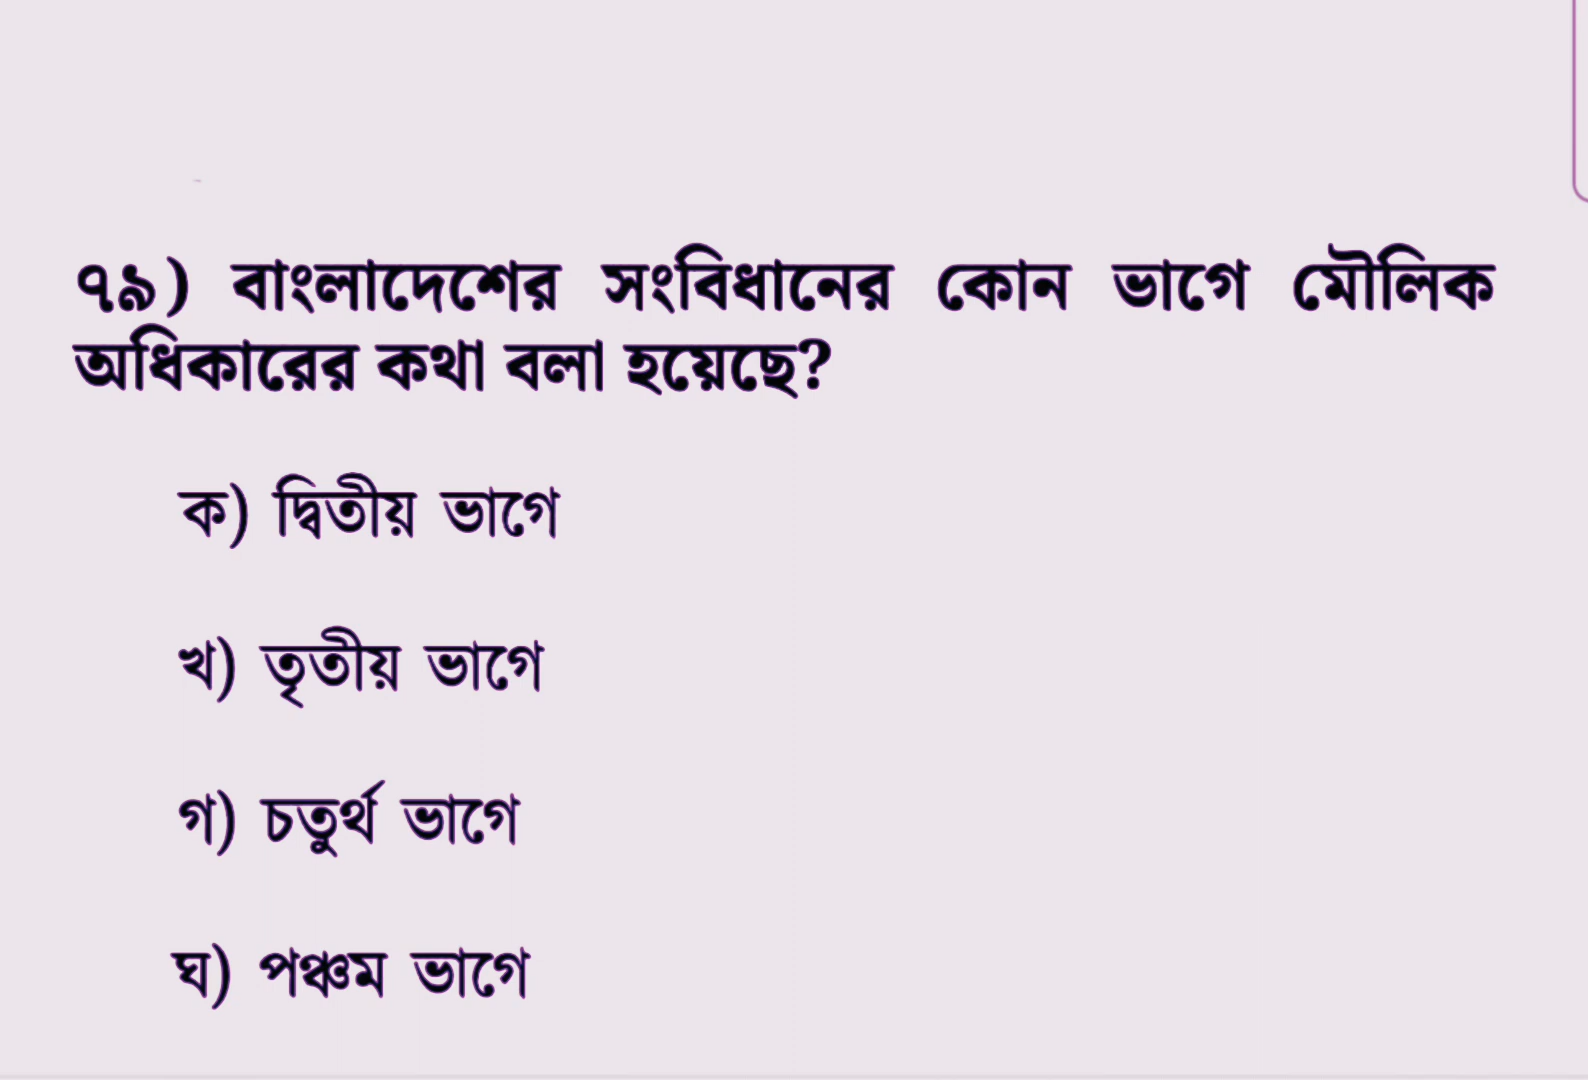 ৭৯) বাংলাদেশের সংবিধানের কোন ভাগে মৌলিক
অধিকারের কথা বলা হয়েছে?
ক) দ্বিতীয় ভাগে
খ) তৃতীয় ভাগে
গ) চতুর্থ ভাগে
ঘ) পঞ্চম ভাগে